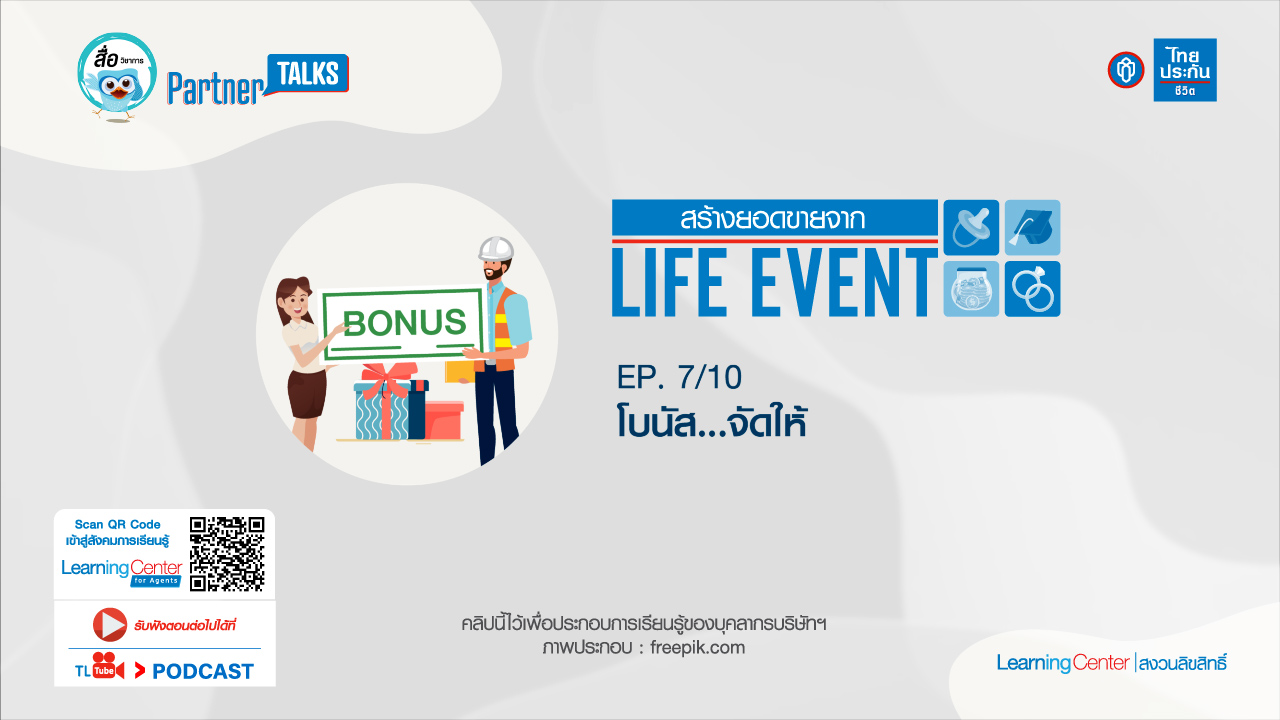 สื่อ วิชาการ
Partner TALKS
ไทย
ประกัน
ชีวิต
สร้างยอดขายจาก
LIFE EVENT
BONUS
EP. 7/10
โบนัส...จัดให้
Scan QR Code
เข้าสู่สังคมการเรียนรู้
LearningCenter
for Agents
รับฟังตอนต่อไปได้ที่
TL Tube > PODCAST
คลิปนี้ไว้เพื่อประกอบการเรียนรู้ของบุคลากรบริษัทฯ
ภาพประกอบ : freepik.com
LearningCenter | สงวนลิขสิทธิ์